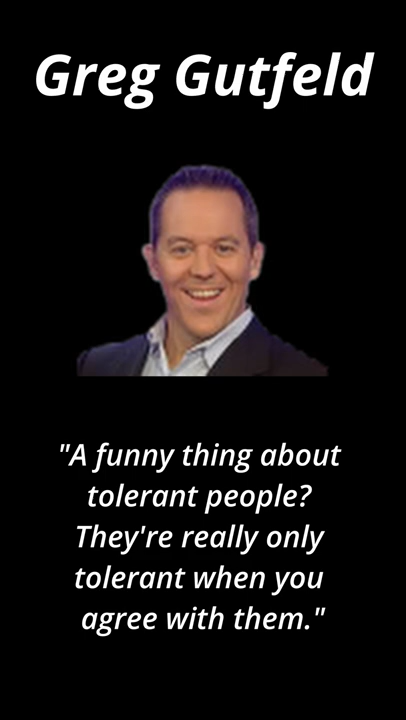 Greg Gutfeld
"A funny thing about
tolerant people?
They're really only
tolerant when you
agree with them."